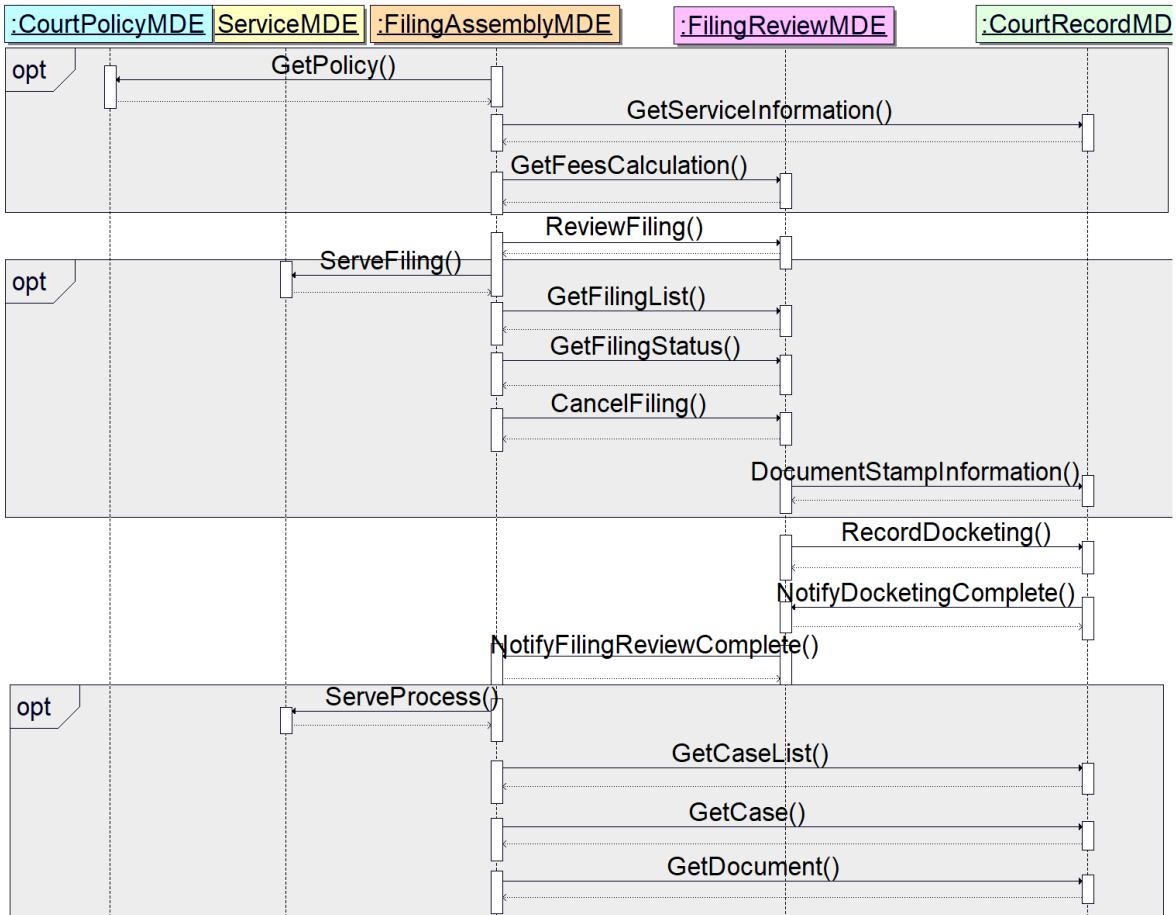 :CourtPolicyMDE ServiceMDE :FilingAssemblyMDE :FilingReviewMDE :CourtRecordMD
opt
GetPolicy()
GetServiceInformation()
GetFeesCalculation()
ReviewFiling()
opt
ServeFiling()
GetFilingList()
GetFilingStatus()
CancelFiling()
DocumentStampInformation()
RecordDocketing()
NotifyDocketingComplete()
NotifyFilingReviewComplete()
opt
ServeProcess()
GetCaseList()
GetCase()
GetDocument()